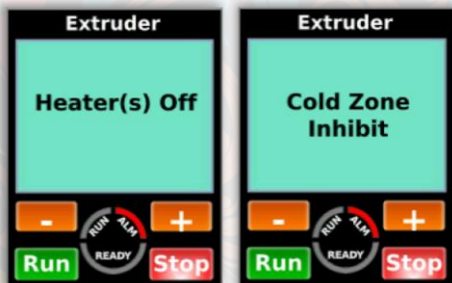 Extruder
Heater(s) Off
-
+
RUN
ALM
READY
Run
Stop
Extruder
Cold Zone
Inhibit
-
+
RUN
ALM
READY
Run
Stop